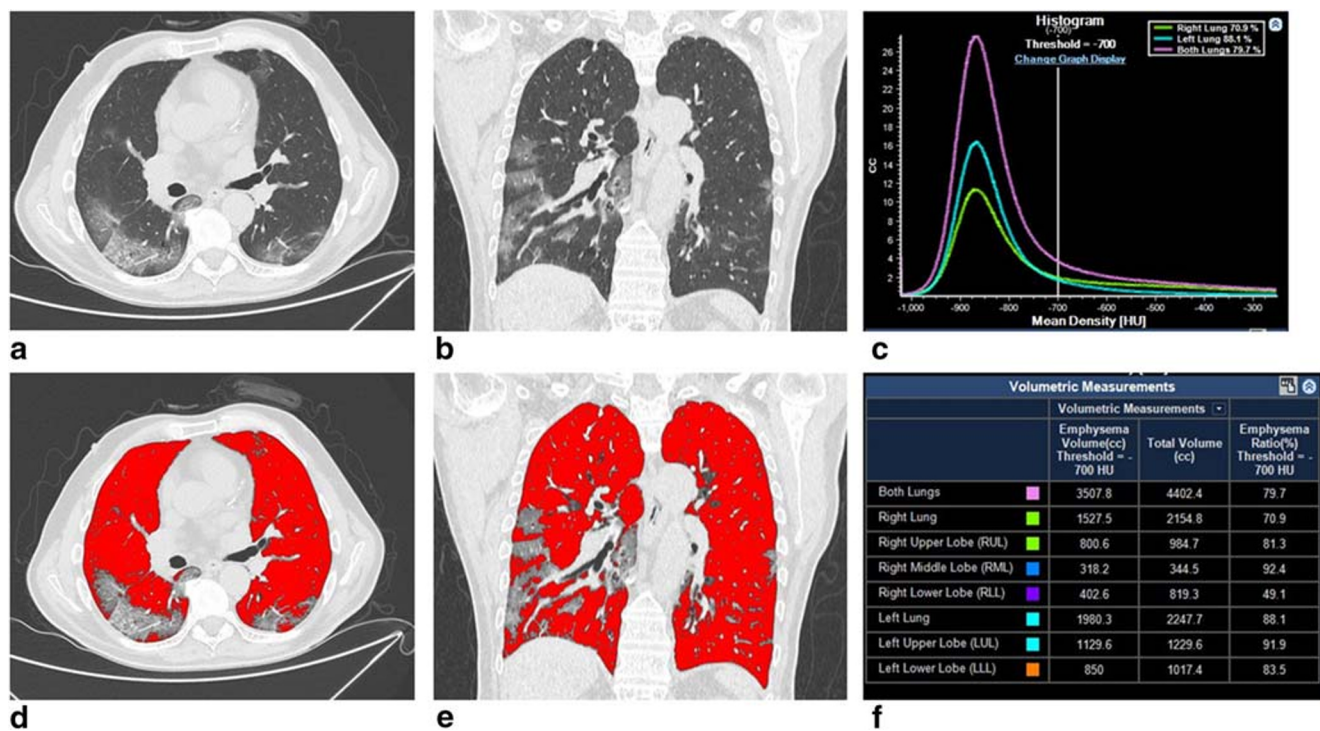 Histogram
(-700)
Threshold = -700
Change Graph Display
Right Lung 70.9 %
Left Lung 88.1 %
Both Lungs 79.7 %
cc
26
24
22
20
18
16
14
12
10
8
6
4
2
-1,000 -900 -800 -700 -600 -500 -400 -300
Mean Density [HU]
a
b
c
Volumetric Measurements
Volumetric Measurements
Emphysema Volume(cc) Threshold = -700 HU
Total Volume (cc)
Emphysema Ratio(%) Threshold = -700 HU
Both Lungs 3507.8 4402.4 79.7
Right Lung 1527.5 2154.8 70.9
Right Upper Lobe (RUL) 800.6 984.7 81.3
Right Middle Lobe (RML) 318.2 344.5 92.4
Right Lower Lobe (RLL) 402.6 819.3 49.1
Left Lung 1980.3 2247.7 88.1
Left Upper Lobe (LUL) 1129.6 1229.6 91.9
Left Lower Lobe (LLL) 850 1017.4 83.5
d
e
f